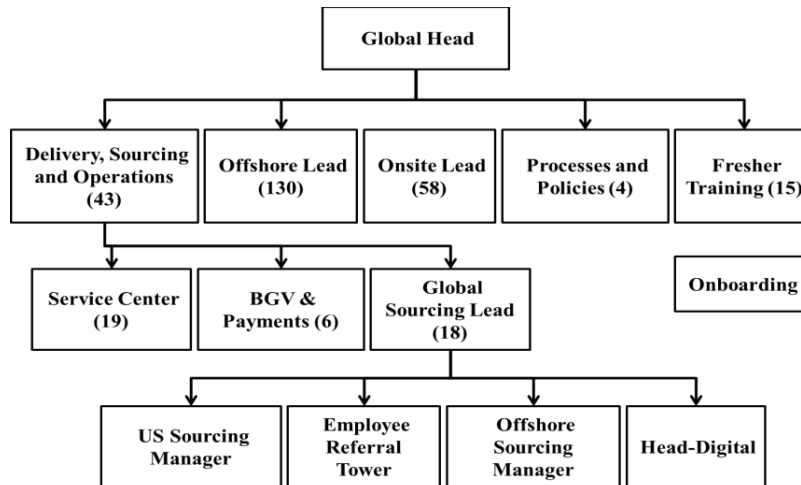 Global Head
Delivery, Sourcing
and Operations
(43)
Offshore Lead
(130)
Onsite Lead
(58)
Processes and
Policies (4)
Fresher
Training (15)
Service Center
(19)
BGV &
Payments (6)
Global
Sourcing Lead
(18)
Onboarding
US Sourcing
Manager
Employee
Referral
Tower
Offshore
Sourcing
Manager
Head-Digital